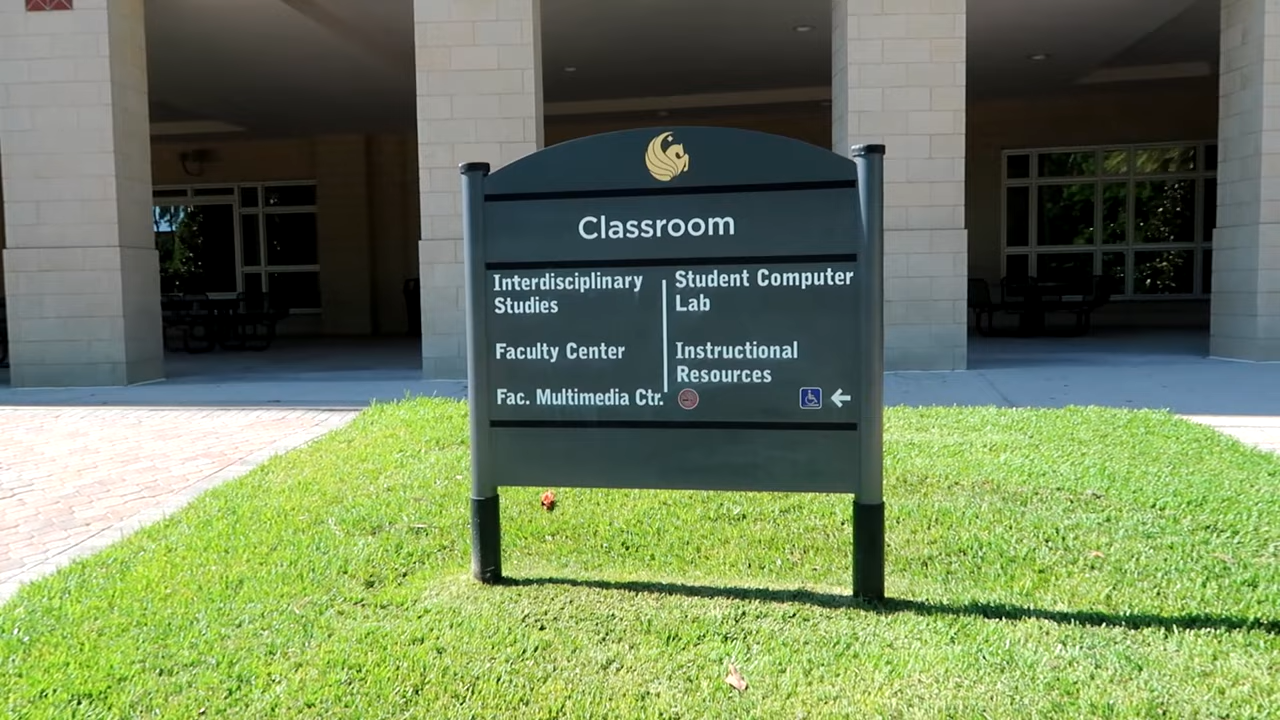 Classroom
Interdisciplinary
Studies
Faculty Center
Fac. Multimedia Ctr.
Student Computer
Lab
Instructional
Resources